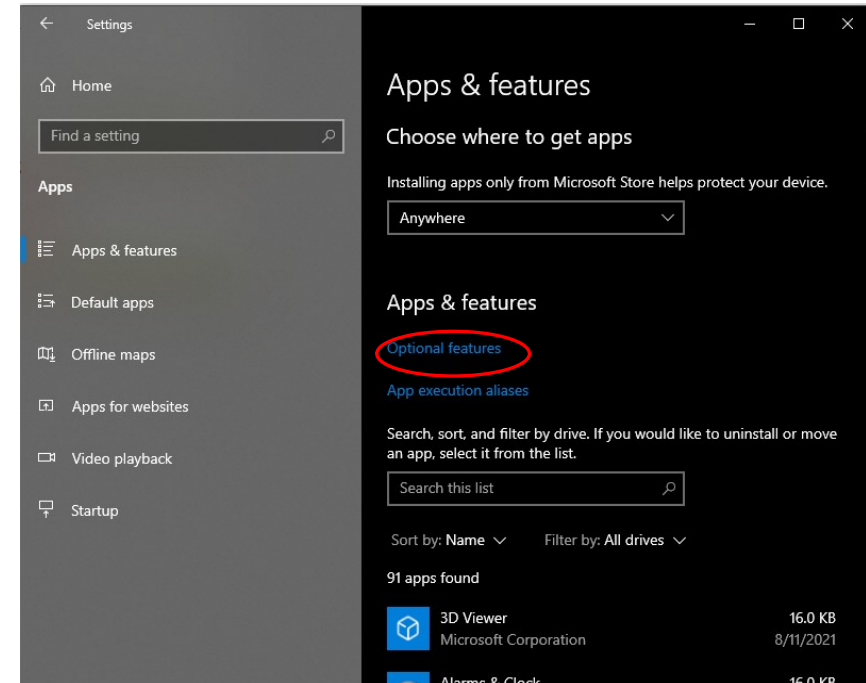 Settings
Home
Find a setting
Apps
Apps & features
Default apps
Offline maps
Apps for websites
Video playback
Startup
Apps & features
Choose where to get apps
Installing apps only from Microsoft Store helps protect your device.
Anywhere
Apps & features
Optional features
App execution aliases
Search, sort, and filter by drive. If you would like to uninstall or move
an app, select it from the list.
Search this list
Sort by: Name Filter by: All drives
91 apps found
3D Viewer 16.0 KB
Microsoft Corporation 8/11/2021
Alarms & Clock 16.0 KB